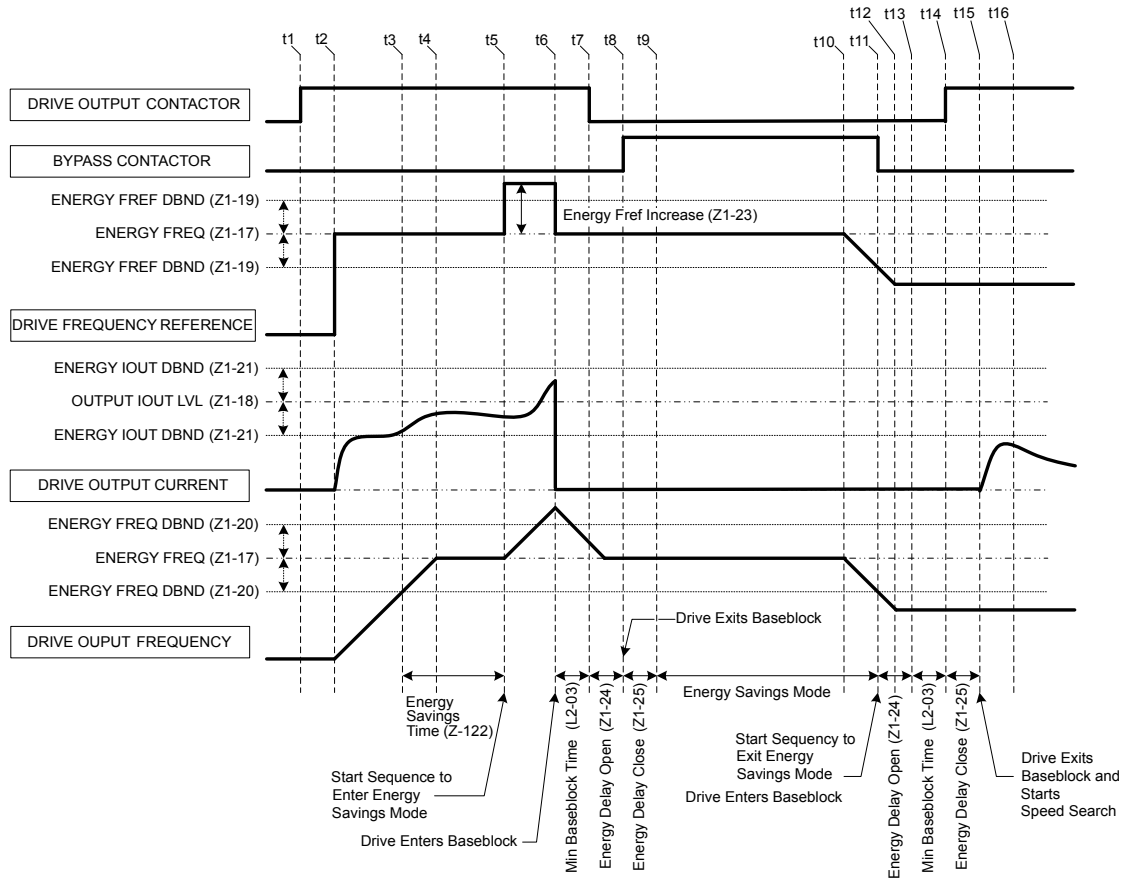 t1
t2
t3
t4
t5
t6
t7
t8
t9
t10
t11
t12
t13
t14
t15
t16
DRIVE OUTPUT CONTACTOR
BYPASS CONTACTOR
ENERGY FREF DBND (Z1-19)
Energy Fref Increase (Z1-23)
ENERGY FREQ (Z1-17)
ENERGY FREF DBND (Z1-19)
DRIVE FREQUENCY REFERENCE
ENERGY IOUT DBND (Z1-21)
OUTPUT IOUT LVL (Z1-18)
ENERGY IOUT DBND (Z1-21)
DRIVE OUTPUT CURRENT
ENERGY FREQ DBND (Z1-20)
ENERGY FREQ (Z1-17)
ENERGY FREQ DBND (Z1-20)
DRIVE OUPUT FREQUENCY
Drive Exits Baseblock
Energy
Savings
Time (Z-122)
Start Sequence to
Enter Energy
Savings Mode
Drive Enters Baseblock
Min Baseblock Time (L2-03)
Energy Delay Open (Z1-24)
Energy Delay Close (Z1-25)
Energy Savings Mode
Start Sequency to
Exit Energy
Savings Mode
Drive Enters Baseblock
Energy Delay Open (Z1-24)
Min Baseblock Time (L2-03)
Energy Delay Close (Z1-25)
Drive Exits
Baseblock and
Starts
Speed Search